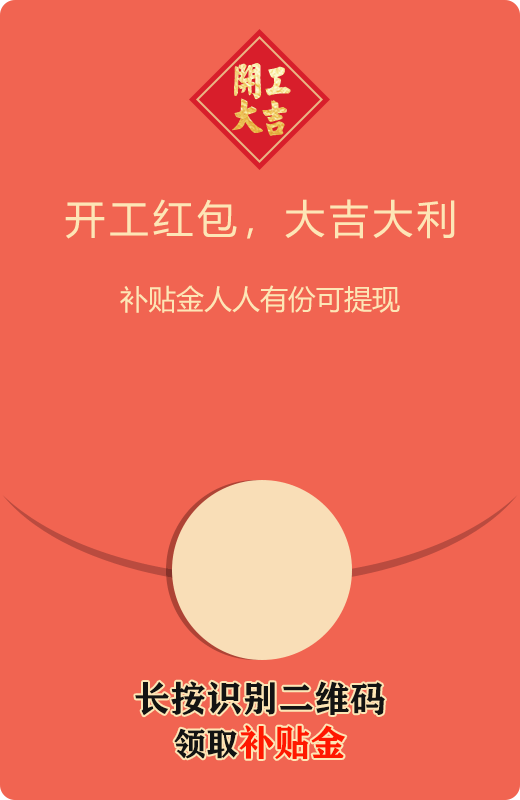 開工
大吉
开工红包，大吉大利
补贴金人人有份可提现
长按识别二维码
领取补贴金